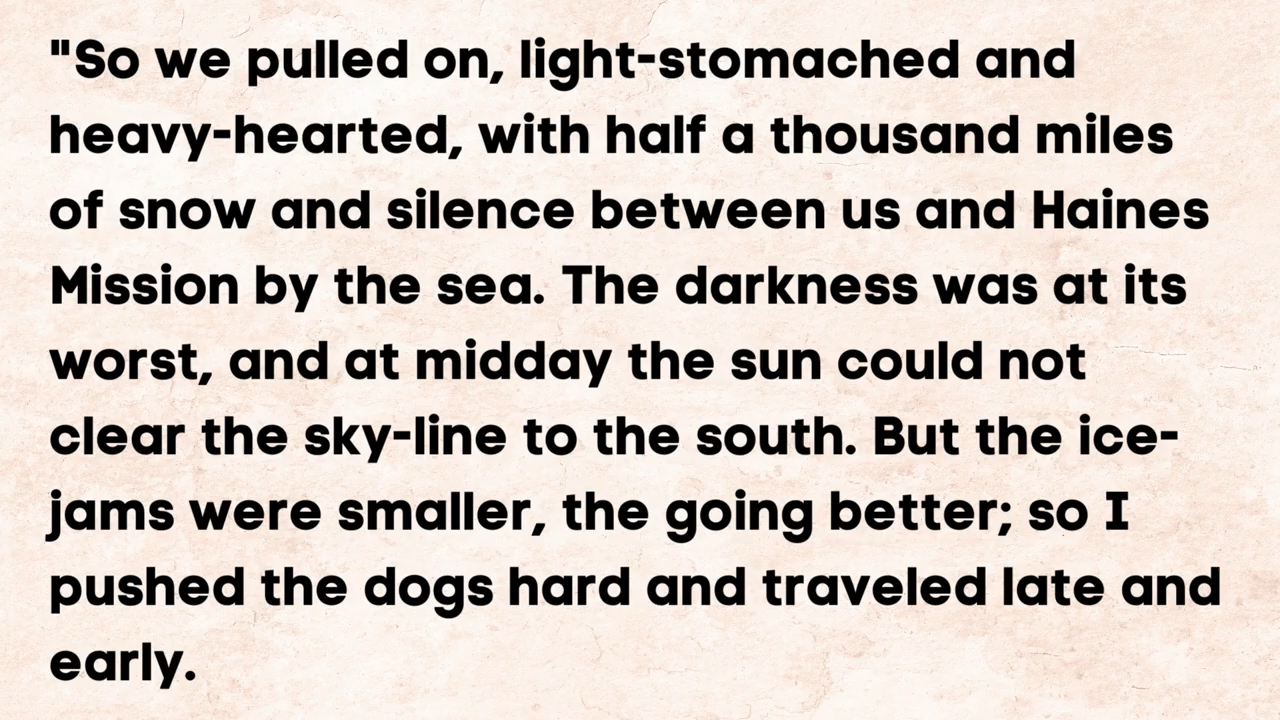 "So we pulled on, light-stomached and
heavy-hearted, with half a thousand miles
of snow and silence between us and Haines
Mission by the sea. The darkness was at its
worst, and at midday the sun could not
clear the sky-line to the south. But the ice-
jams were smaller, the going better; so I
pushed the dogs hard and traveled late and
early.